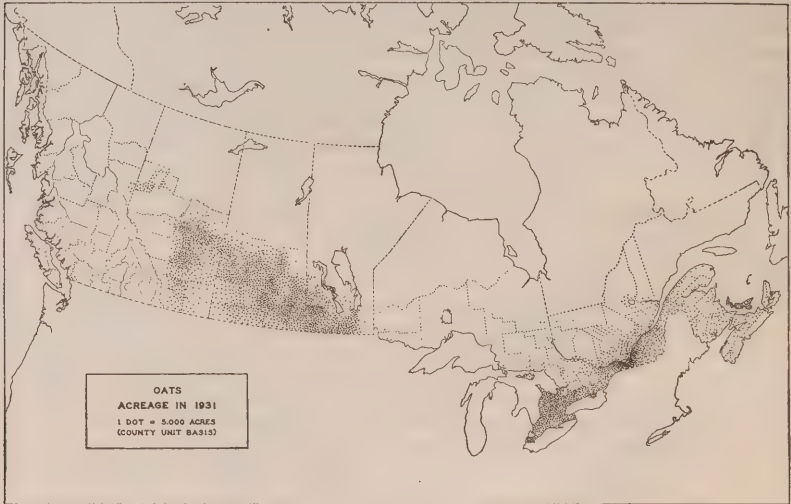 OATS
ACREAGE IN 1931
1 DOT = 5,000 ACRES
(COUNTY UNIT BASIS)